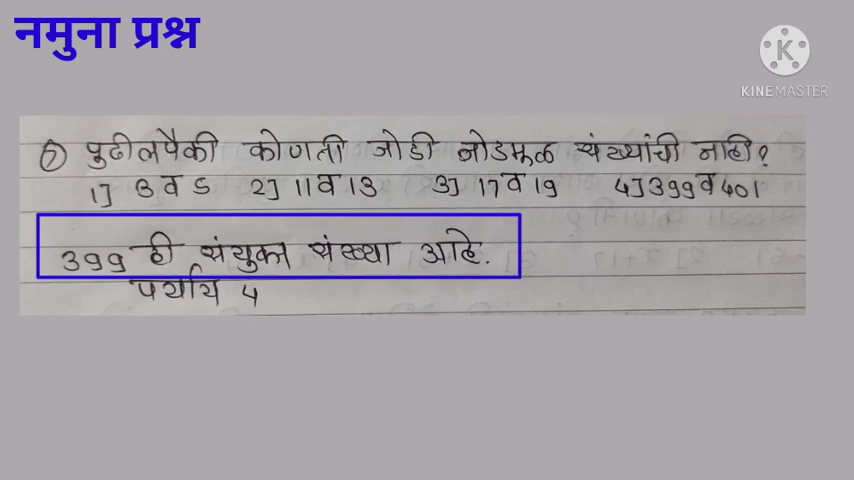 नमुना प्रश्न
KINEMASTER
७ पुढीलपैकी कोणती जोडी जोडमूळ संख्यांची नाही?
1] 3 व 5 2] 11 व 13 3] 17 व 19 4] 399 व 401
399 ही संयुक्त संख्या आहे.
पर्याय 4